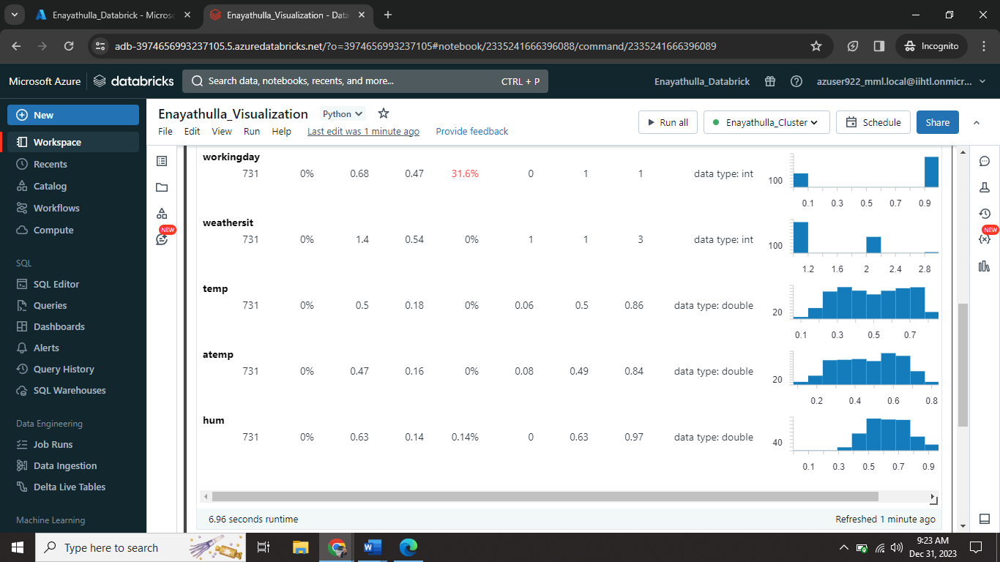 Enayathulla_Databrick - Micros
Enayathulla_Visualization - Data
adb-3974656993237105.5.azuredatabricks.net/?o=3974656993237105#notebook/2335241666396088/command/2335241666396089
Incognito
Microsoft Azure
databricks
Search data, notebooks, recents, and more...
CTRL + P
Enayathulla_Databrick
azuser922_mml.local@iihtl.onmicr...
New
Workspace
Recents
Catalog
Workflows
Compute
SQL
SQL Editor
Queries
Dashboards
Alerts
Query History
SQL Warehouses
Data Engineering
Job Runs
Data Ingestion
Delta Live Tables
Machine Learning
Enayathulla_Visualization
Python
Run all
Enayathulla_Cluster
Schedule
Share
File Edit View Run Help Last edit was 1 minute ago Provide feedback
NEW
NEW
workingday
731 0% 0.68 0.47 31.6% 0 1 1 data type: int
100
0.1 0.3 0.5 0.7 0.9
weathersit
731 0% 1.4 0.54 0% 1 1 3 data type: int
100
1.2 1.6 2 2.4 2.8
temp
731 0% 0.5 0.18 0% 0.06 0.5 0.86 data type: double
20
0.1 0.3 0.5 0.7
atemp
731 0% 0.47 0.16 0% 0.08 0.49 0.84 data type: double
20
0.2 0.4 0.6 0.8
hum
731 0% 0.63 0.14 0.14% 0 0.63 0.97 data type: double
40
0.1 0.3 0.5 0.7 0.9
6.96 seconds runtime
Refreshed 1 minute ago
Type here to search
9:23 AM
Dec 31, 2023